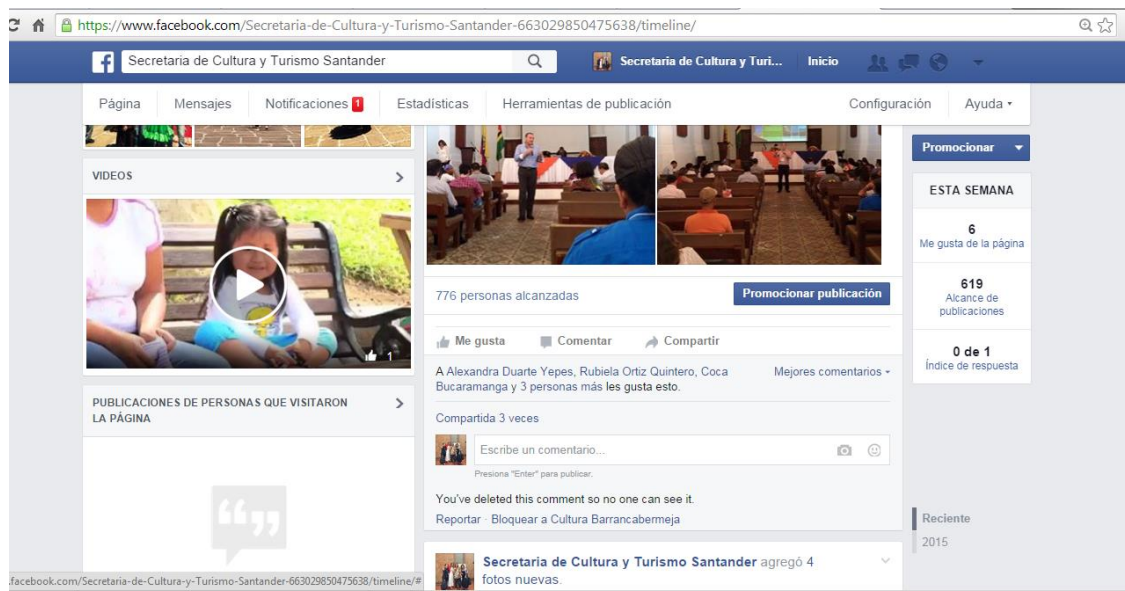 https://www.facebook.com/Secretaria-de-Cultura-y-Turismo-Santander-663029850475638/timeline/
Secretaria de Cultura y Turismo Santander
Secretaria de Cultura y Turi...
Inicio
Página
Mensajes
Notificaciones 1
Estadísticas
Herramientas de publicación
Configuración
Ayuda
VIDEOS
1
PUBLICACIONES DE PERSONAS QUE VISITARON
LA PÁGINA
776 personas alcanzadas
Promocionar publicación
Me gusta
Comentar
Compartir
A Alexandra Duarte Yepes, Rubiela Ortiz Quintero, Coca
Bucaramanga y 3 personas más les gusta esto.
Mejores comentarios
Compartida 3 veces
Escribe un comentario...
Presiona "Enter" para publicar.
You've deleted this comment so no one can see it.
Reportar · Bloquear a Cultura Barrancabermeja
Secretaria de Cultura y Turismo Santander agregó 4
fotos nuevas.
Promocionar
ESTA SEMANA
6
Me gusta de la página
619
Alcance de
publicaciones
0 de 1
Índice de respuesta
Reciente
2015
.facebook.com/Secretaria-de-Cultura-y-Turismo-Santander-663029850475638/timeline/#